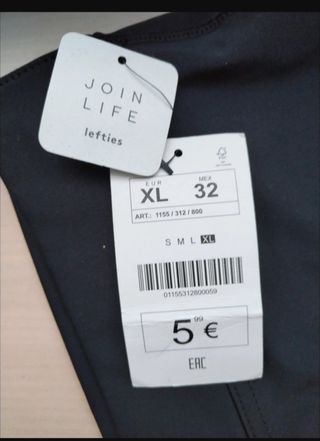 JOIN
LIFE
lefties
EUR MEX
XL 32
ART.: 1155 / 312 / 800
S M L XL
01155312800059
5,99 €
EAC